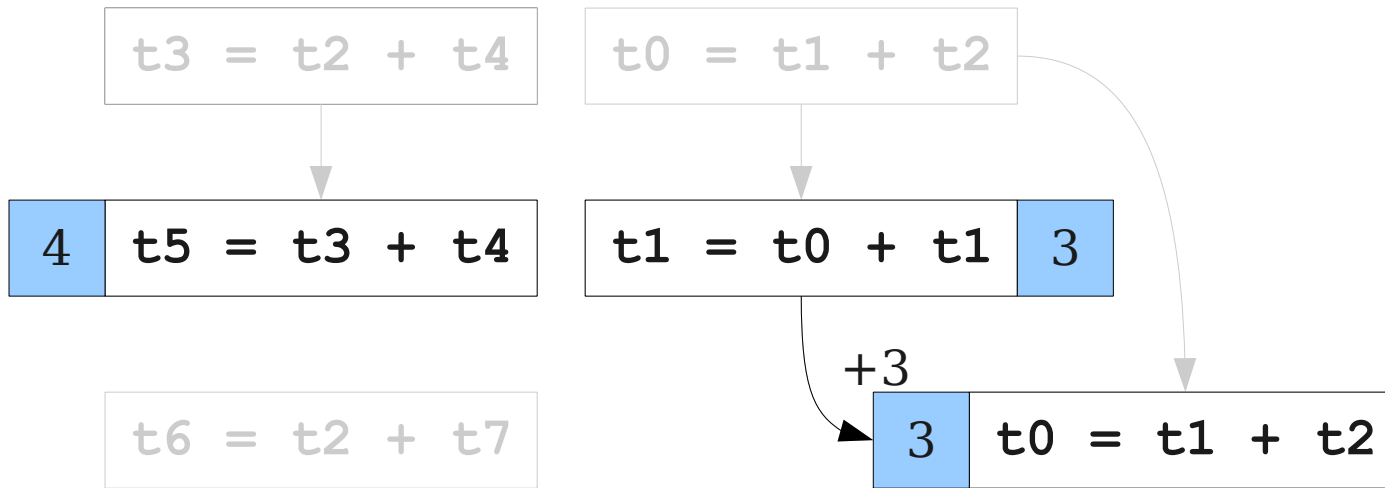 t3 = t2 + t4
t0 = t1 + t2
4 t5 = t3 + t4
t1 = t0 + t1 3
+3
t6 = t2 + t7
3 t0 = t1 + t2